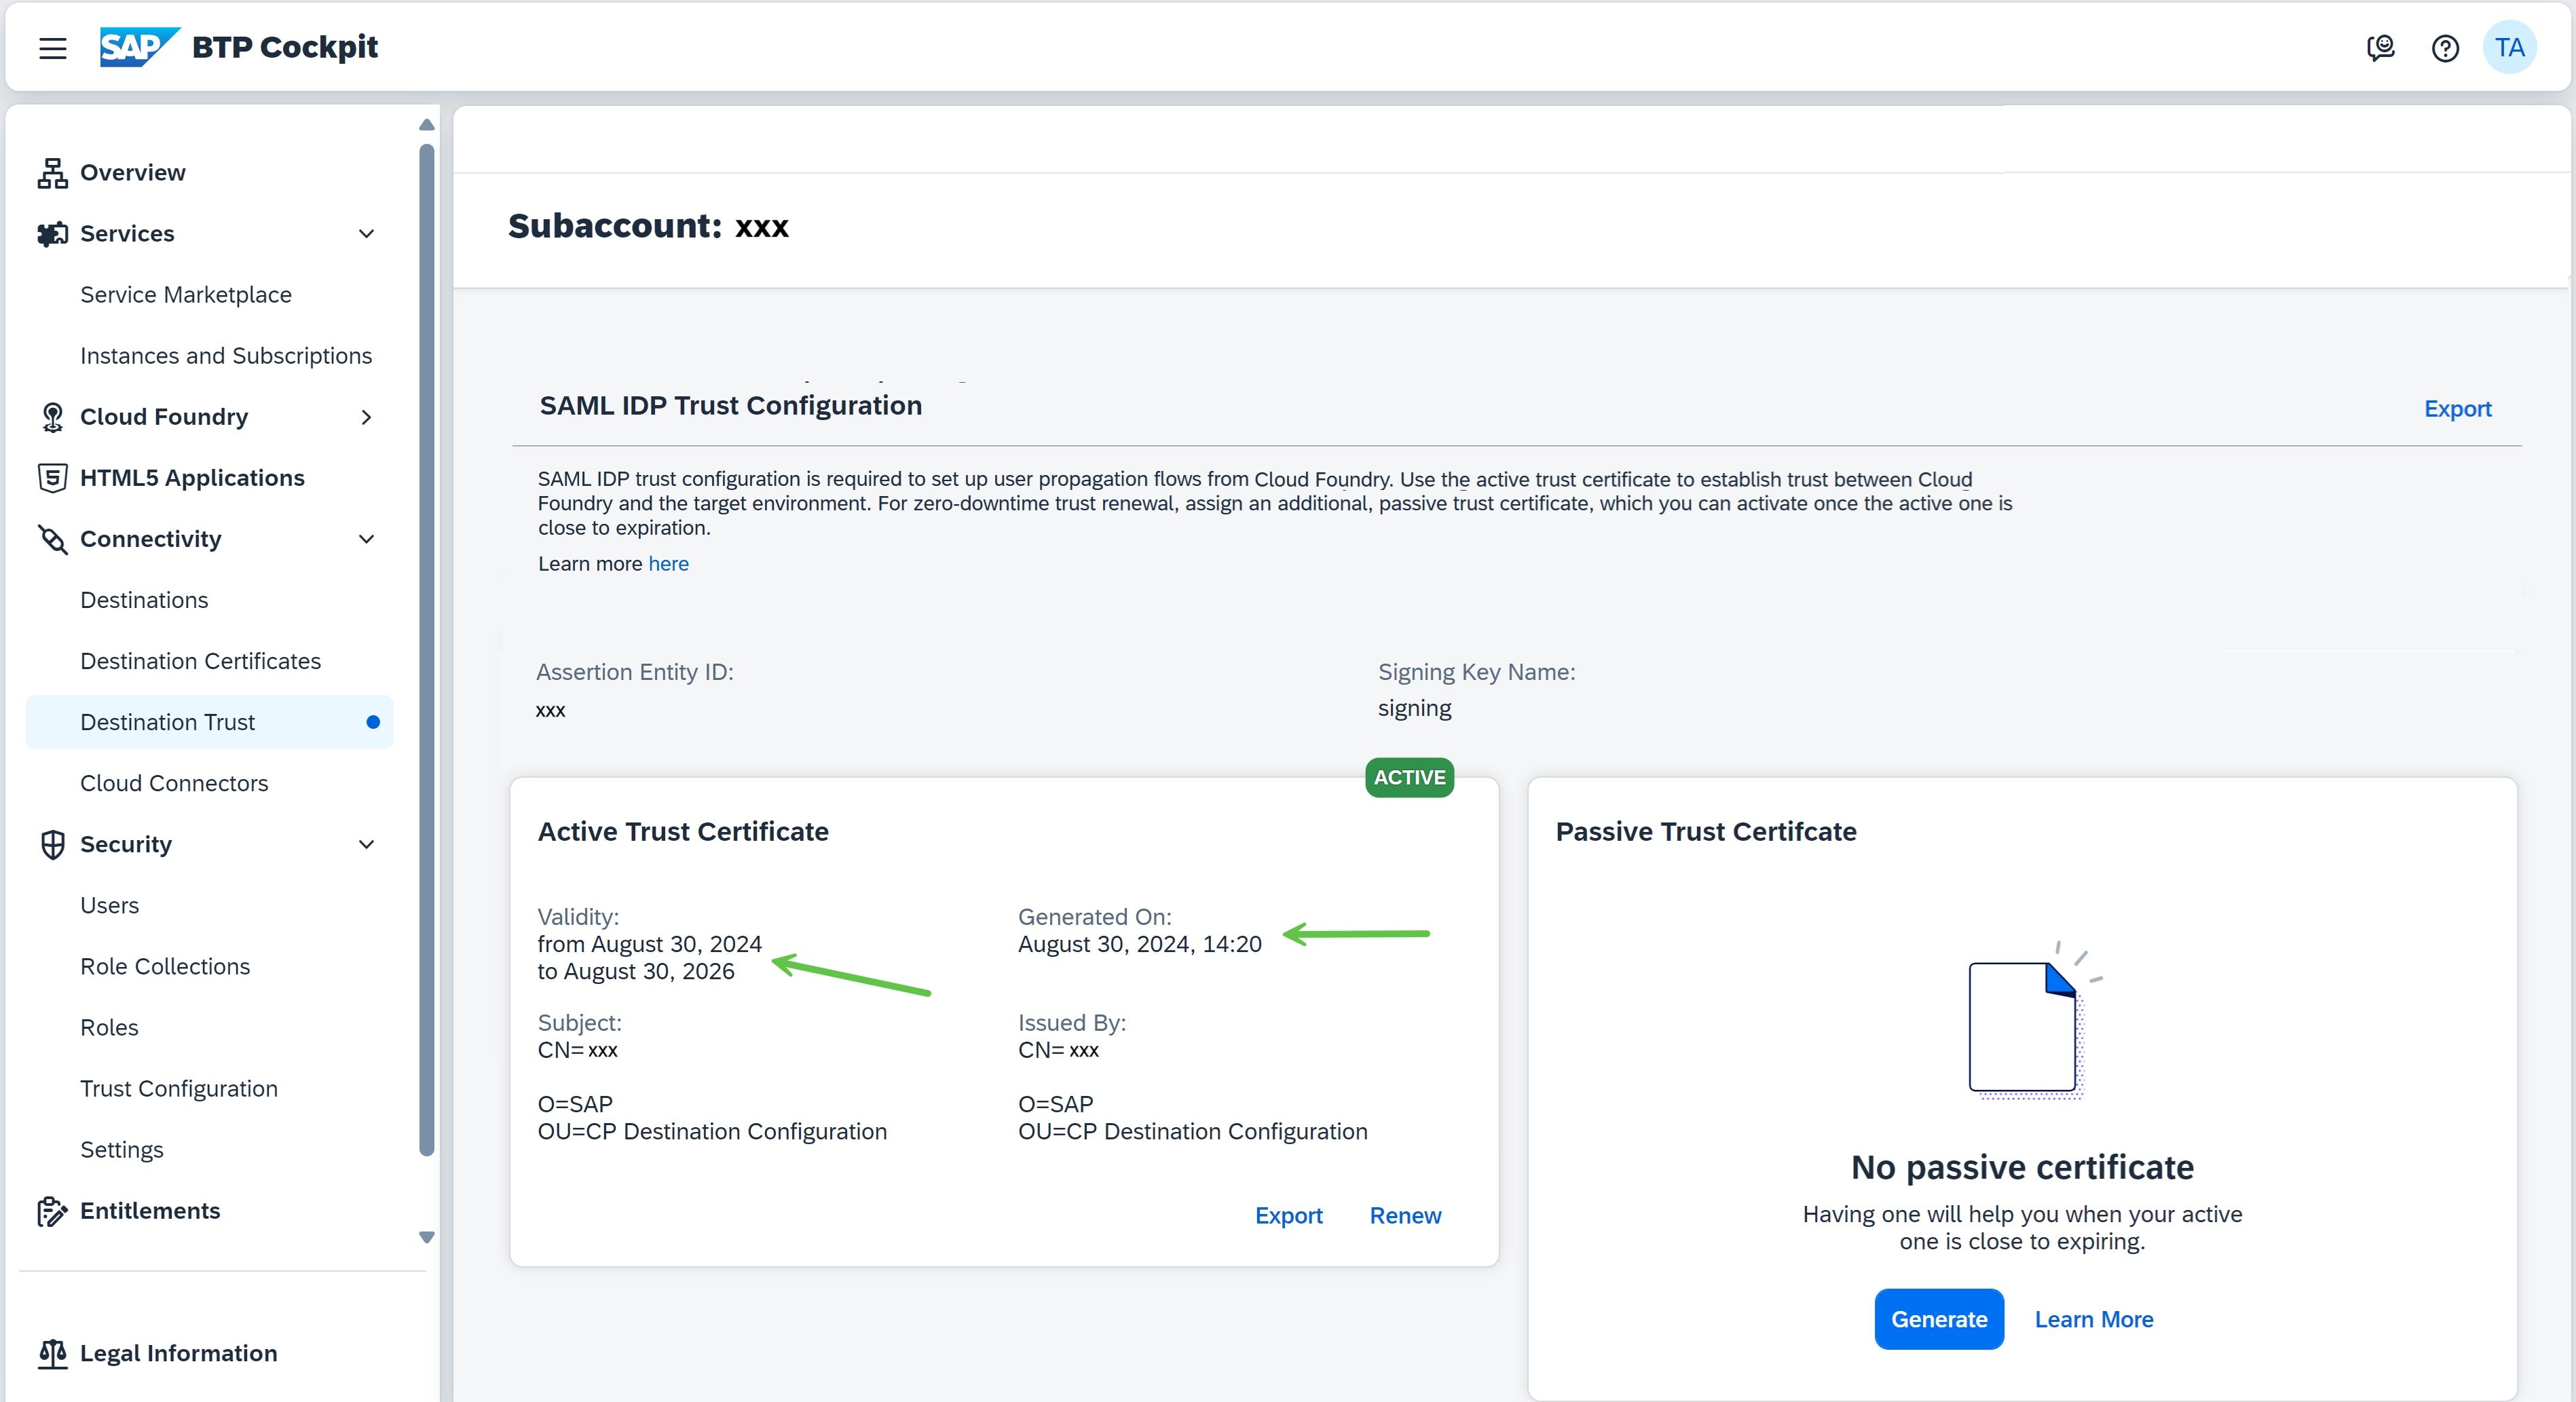 SAP BTP Cockpit
TA
Overview
Services
Service Marketplace
Instances and Subscriptions
Cloud Foundry
HTML5 Applications
Connectivity
Destinations
Destination Certificates
Destination Trust
Cloud Connectors
Security
Users
Role Collections
Roles
Trust Configuration
Settings
Entitlements
Legal Information
Subaccount: xxx
SAML IDP Trust Configuration
Export
SAML IDP trust configuration is required to set up user propagation flows from Cloud Foundry. Use the active trust certificate to establish trust between Cloud
Foundry and the target environment. For zero-downtime trust renewal, assign an additional, passive trust certificate, which you can activate once the active one is
close to expiration.
Learn more here
Assertion Entity ID:
xxx
Signing Key Name:
signing
ACTIVE
Active Trust Certificate
Validity:
from August 30, 2024
to August 30, 2026
Generated On:
August 30, 2024, 14:20
Subject:
CN= xxx
O=SAP
OU=CP Destination Configuration
Issued By:
CN= xxx
O=SAP
OU=CP Destination Configuration
Export
Renew
Passive Trust Certifcate
No passive certificate
Having one will help you when your active
one is close to expiring.
Generate
Learn More